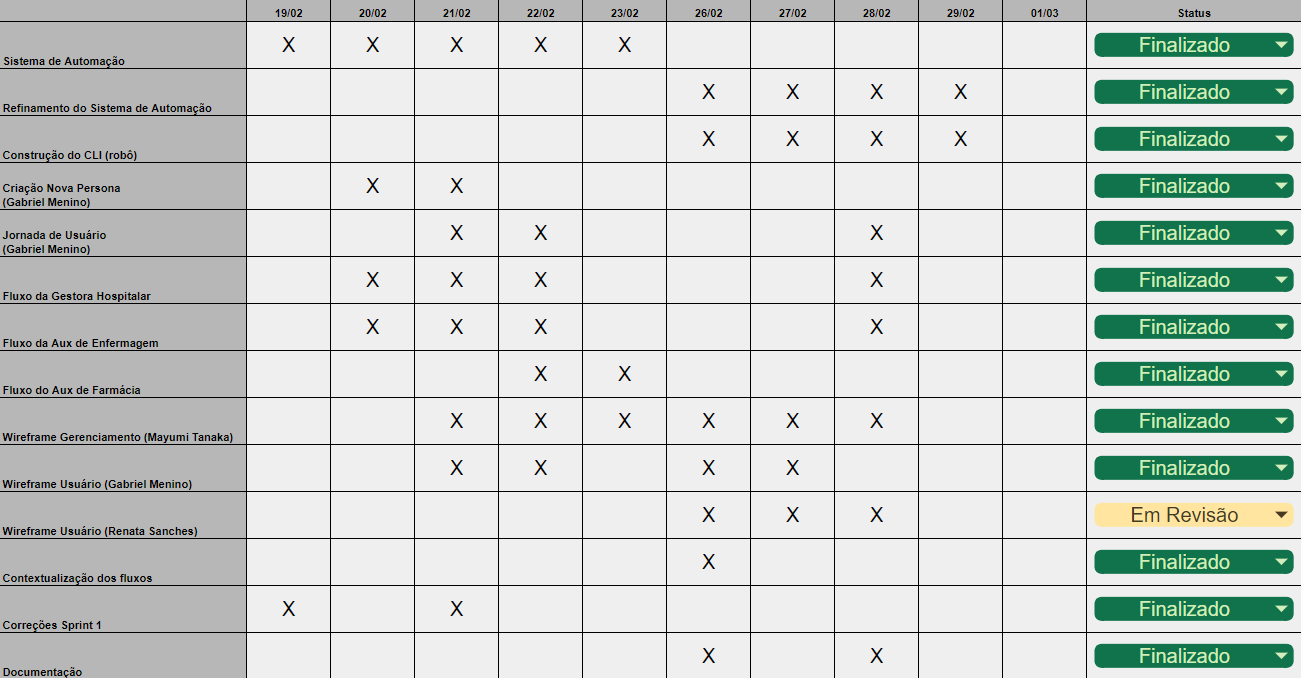 19/02 20/02 21/02 22/02 23/02 26/02 27/02 28/02 29/02 01/03 Status
Sistema de Automação X X X X X Finalizado
Refinamento do Sistema de Automação X X X X Finalizado
Construção do CLI (robô) X X X X Finalizado
Criação Nova Persona
(Gabriel Menino) X X Finalizado
Jornada de Usuário
(Gabriel Menino) X X X Finalizado
Fluxo da Gestora Hospitalar X X X X Finalizado
Fluxo da Aux de Enfermagem X X X X Finalizado
Fluxo do Aux de Farmácia X X Finalizado
Wireframe Gerenciamento (Mayumi Tanaka) X X X X X X Finalizado
Wireframe Usuário (Gabriel Menino) X X X X Finalizado
Wireframe Usuário (Renata Sanches) X X X Em Revisão
Contextualização dos fluxos X Finalizado
Correções Sprint 1 X X Finalizado
Documentação X X Finalizado